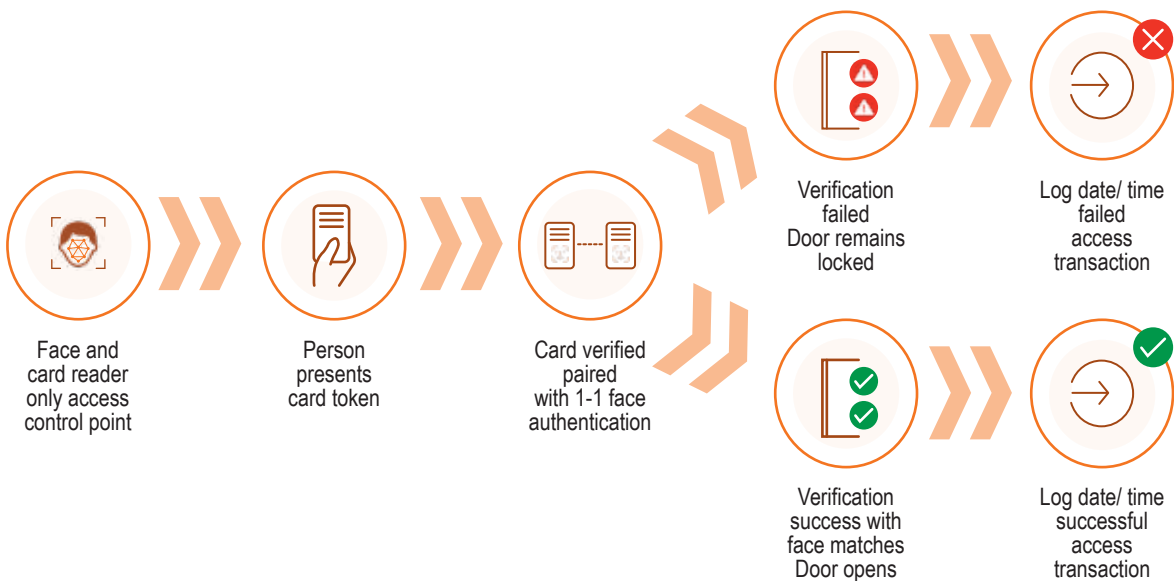 Face and
card reader
only access
control point
Person
presents
card token
Card verified
paired
with 1-1 face
authentication
Verification
failed
Door remains
locked
Log date/ time
failed
access
transaction
Verification
success with
face matches
Door opens
Log date/ time
successful
access
transaction